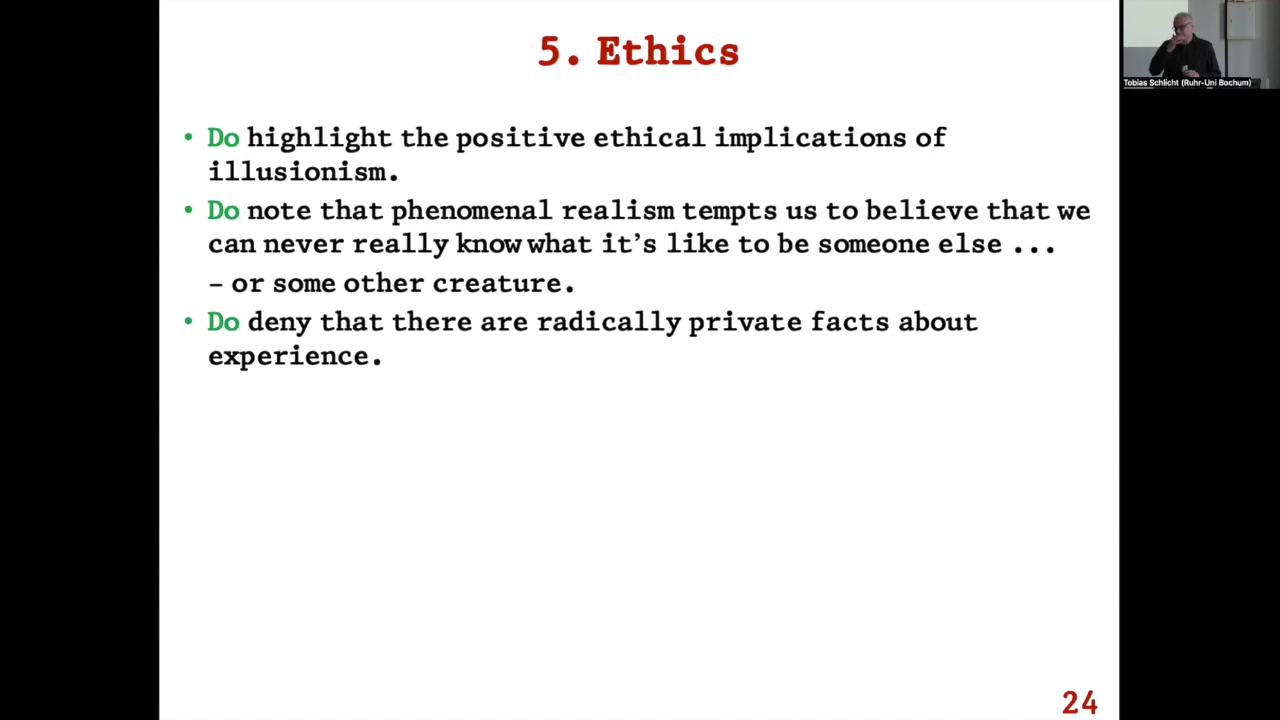 5. Ethics
• Do highlight the positive ethical implications of
illusionism.
• Do note that phenomenal realism tempts us to believe that we
can never really know what it's like to be someone else ...
– or some other creature.
• Do deny that there are radically private facts about
experience.
24
Tobias Schlicht (Ruhr-Uni Bochum)